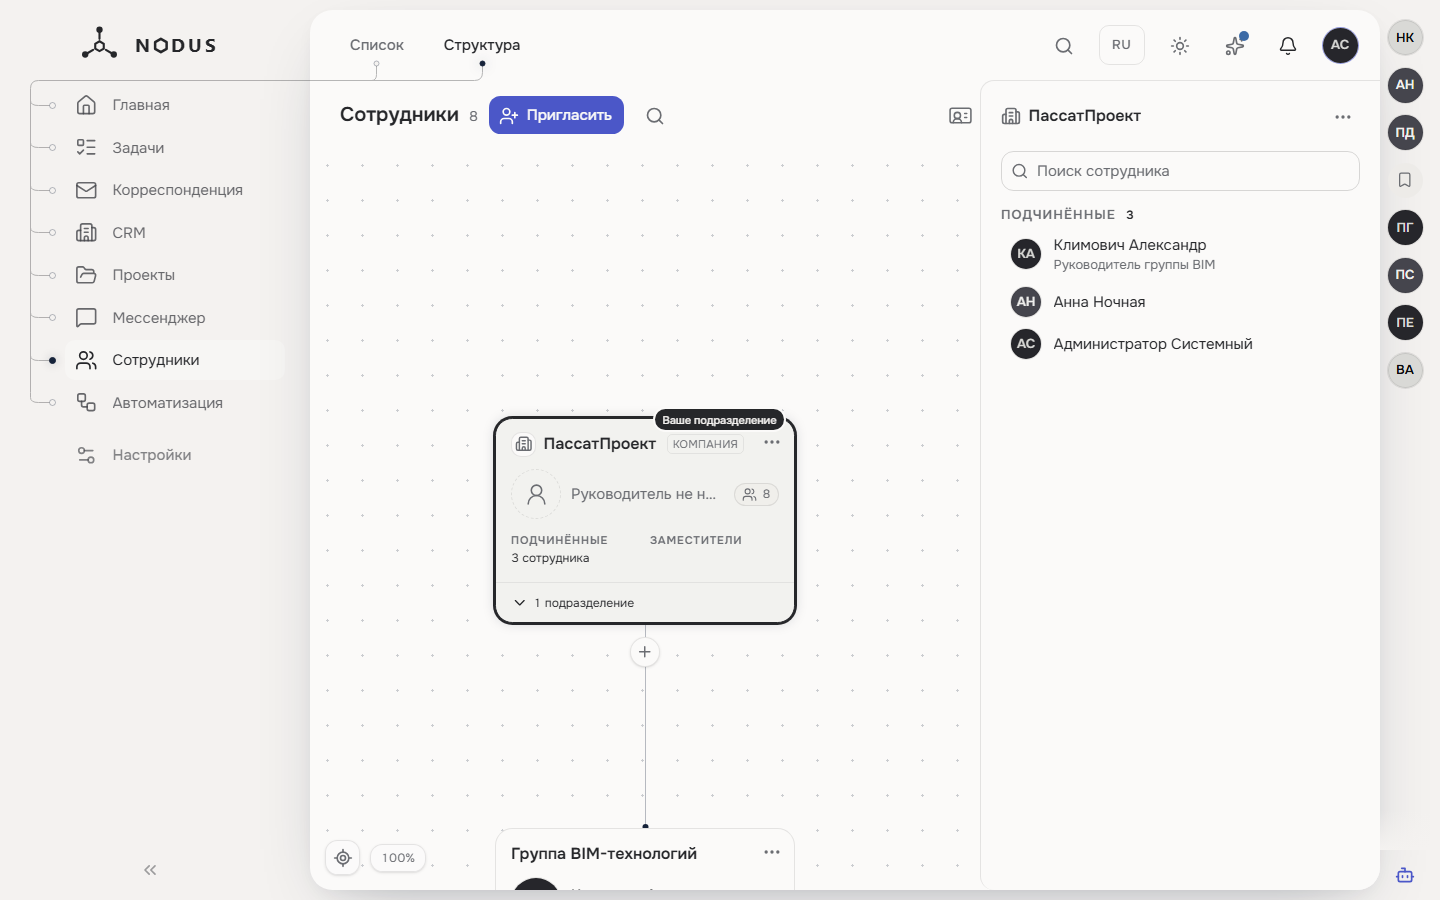 NODUS
Список
Структура
RU
АС
Главная
Задачи
Корреспонденция
CRM
Проекты
Мессенджер
Сотрудники
Автоматизация
Настройки
Сотрудники 8
Пригласить
Ваше подразделение
ПассатПроект КОМПАНИЯ
Руководитель не н... 8
ПОДЧИНЁННЫЕ ЗАМЕСТИТЕЛИ
3 сотрудника
1 подразделение
Группа BIM-технологий
100%
ПассатПроект
Поиск сотрудника
ПОДЧИНЁННЫЕ 3
КА Климович Александр
Руководитель группы BIM
АН Анна Ночная
АС Администратор Системный
НК
АН
ПД
ПГ
ПС
ПЕ
ВА